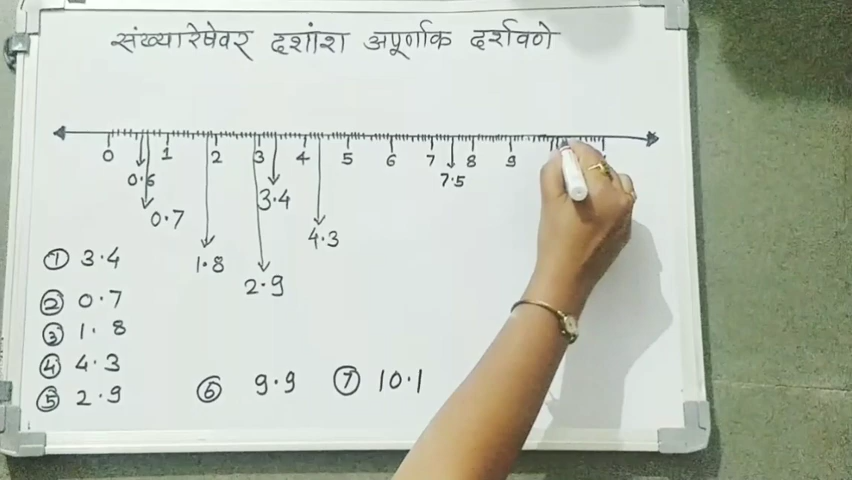 संख्यारेषेवर दशांश अपूर्णांक दर्शवणे
0 1 2 3 4 5 6 7 8 9
0.6 7.5
0.7 3.4
1.8 4.3
2.9
① 3.4
② 0.7
③ 1.8
④ 4.3
⑤ 2.9 ⑥ 9.9 ⑦ 10.1